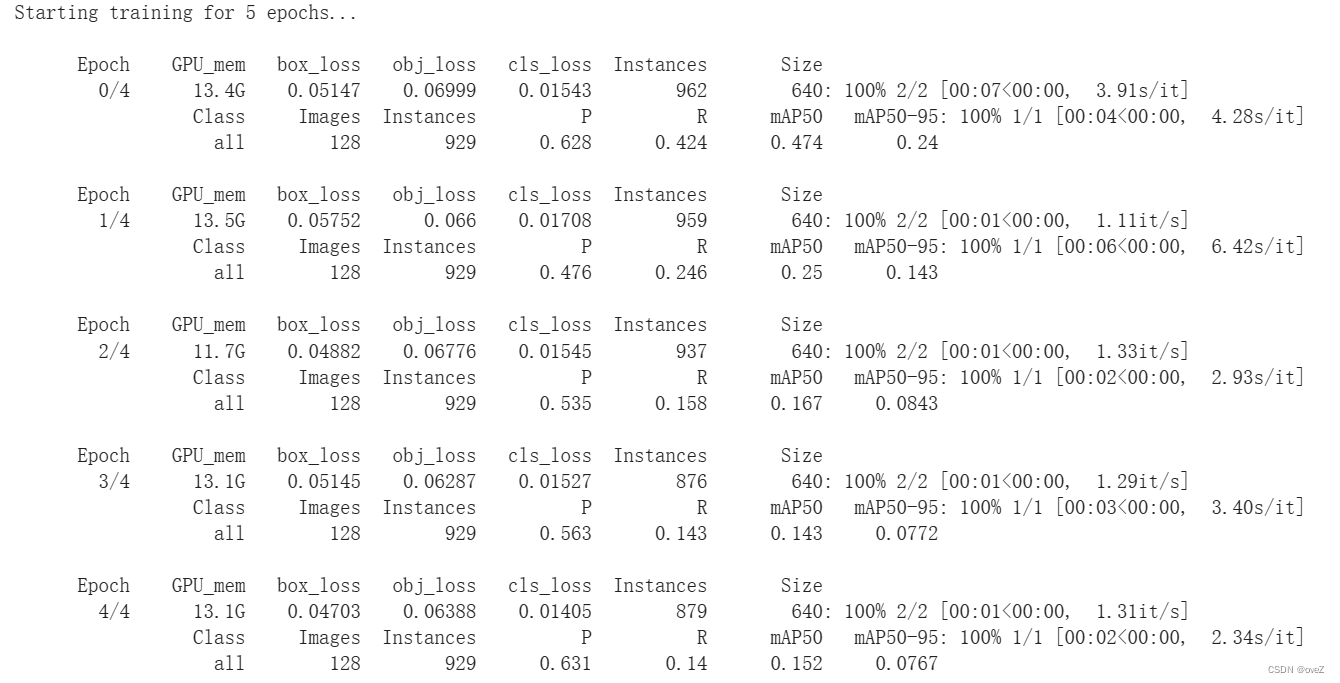 Starting training for 5 epochs...
Epoch GPU_mem box_loss obj_loss cls_loss Instances Size
0/4 13.4G 0.05147 0.06999 0.01543 962 640: 100% 2/2 [00:07<00:00, 3.91s/it]
Class Images Instances P R mAP50 mAP50-95: 100% 1/1 [00:04<00:00, 4.28s/it]
all 128 929 0.628 0.424 0.474 0.24
Epoch GPU_mem box_loss obj_loss cls_loss Instances Size
1/4 13.5G 0.05752 0.066 0.01708 959 640: 100% 2/2 [00:01<00:00, 1.11it/s]
Class Images Instances P R mAP50 mAP50-95: 100% 1/1 [00:06<00:00, 6.42s/it]
all 128 929 0.476 0.246 0.25 0.143
Epoch GPU_mem box_loss obj_loss cls_loss Instances Size
2/4 11.7G 0.04882 0.06776 0.01545 937 640: 100% 2/2 [00:01<00:00, 1.33it/s]
Class Images Instances P R mAP50 mAP50-95: 100% 1/1 [00:02<00:00, 2.93s/it]
all 128 929 0.535 0.158 0.167 0.0843
Epoch GPU_mem box_loss obj_loss cls_loss Instances Size
3/4 13.1G 0.05145 0.06287 0.01527 876 640: 100% 2/2 [00:01<00:00, 1.29it/s]
Class Images Instances P R mAP50 mAP50-95: 100% 1/1 [00:03<00:00, 3.40s/it]
all 128 929 0.563 0.143 0.143 0.0772
Epoch GPU_mem box_loss obj_loss cls_loss Instances Size
4/4 13.1G 0.04703 0.06388 0.01405 879 640: 100% 2/2 [00:01<00:00, 1.31it/s]
Class Images Instances P R mAP50 mAP50-95: 100% 1/1 [00:02<00:00, 2.34s/it]
all 128 929 0.631 0.14 0.152 0.0767
CSDN @oveZ